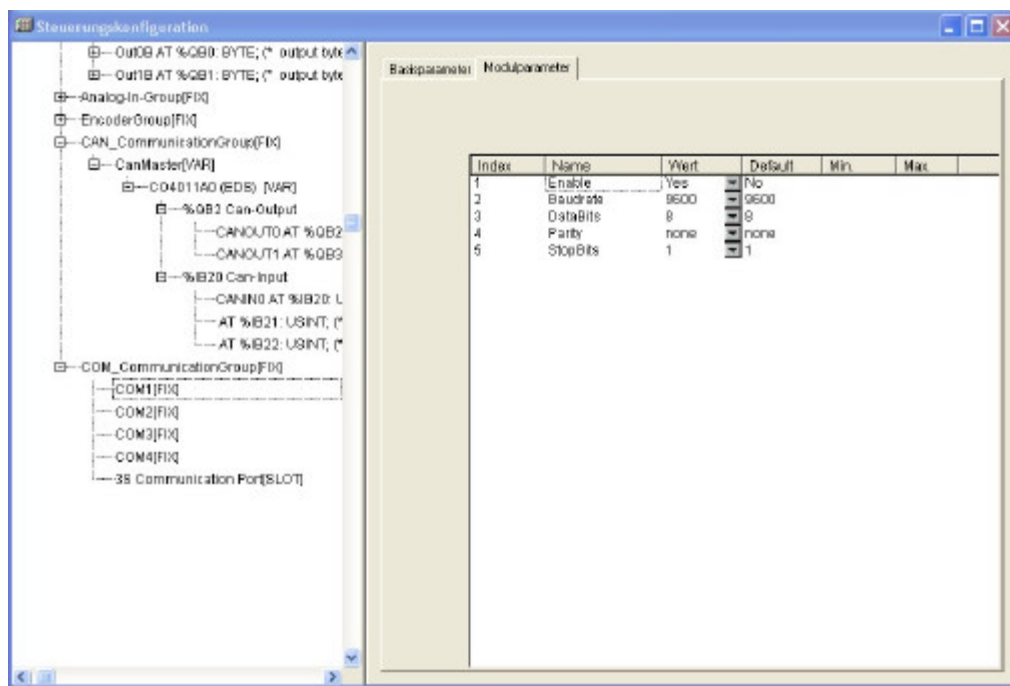 Steuerungskonfiguration
Out0B AT %QB0: BYTE; (* output byte
Out1B AT %QB1: BYTE; (* output byte
Analog-In-Group[FIX]
EncoderGroup[FIX]
CAN_CommunicationGroup[FIX]
CanMaster[VAR]
CO4011A0 (EDS) [VAR]
%QB2 Can-Output
CANOUT0 AT %QB2
CANOUT1 AT %QB3
%IB20 Can-Input
CANIN0 AT %IB20: U
AT %IB21: USINT; (*
AT %IB22: USINT; (*
COM_CommunicationGroup[FIX]
COM1[FIX]
COM2[FIX]
COM3[FIX]
COM4[FIX]
3S Communication Port[SLOT]
Basisparameter Modulparameter
Index Name Wert Default Min. Max.
1 Enable Yes No
2 Baudrate 9600 9600
3 DataBits 8 8
4 Parity none none
5 StopBits 1 1